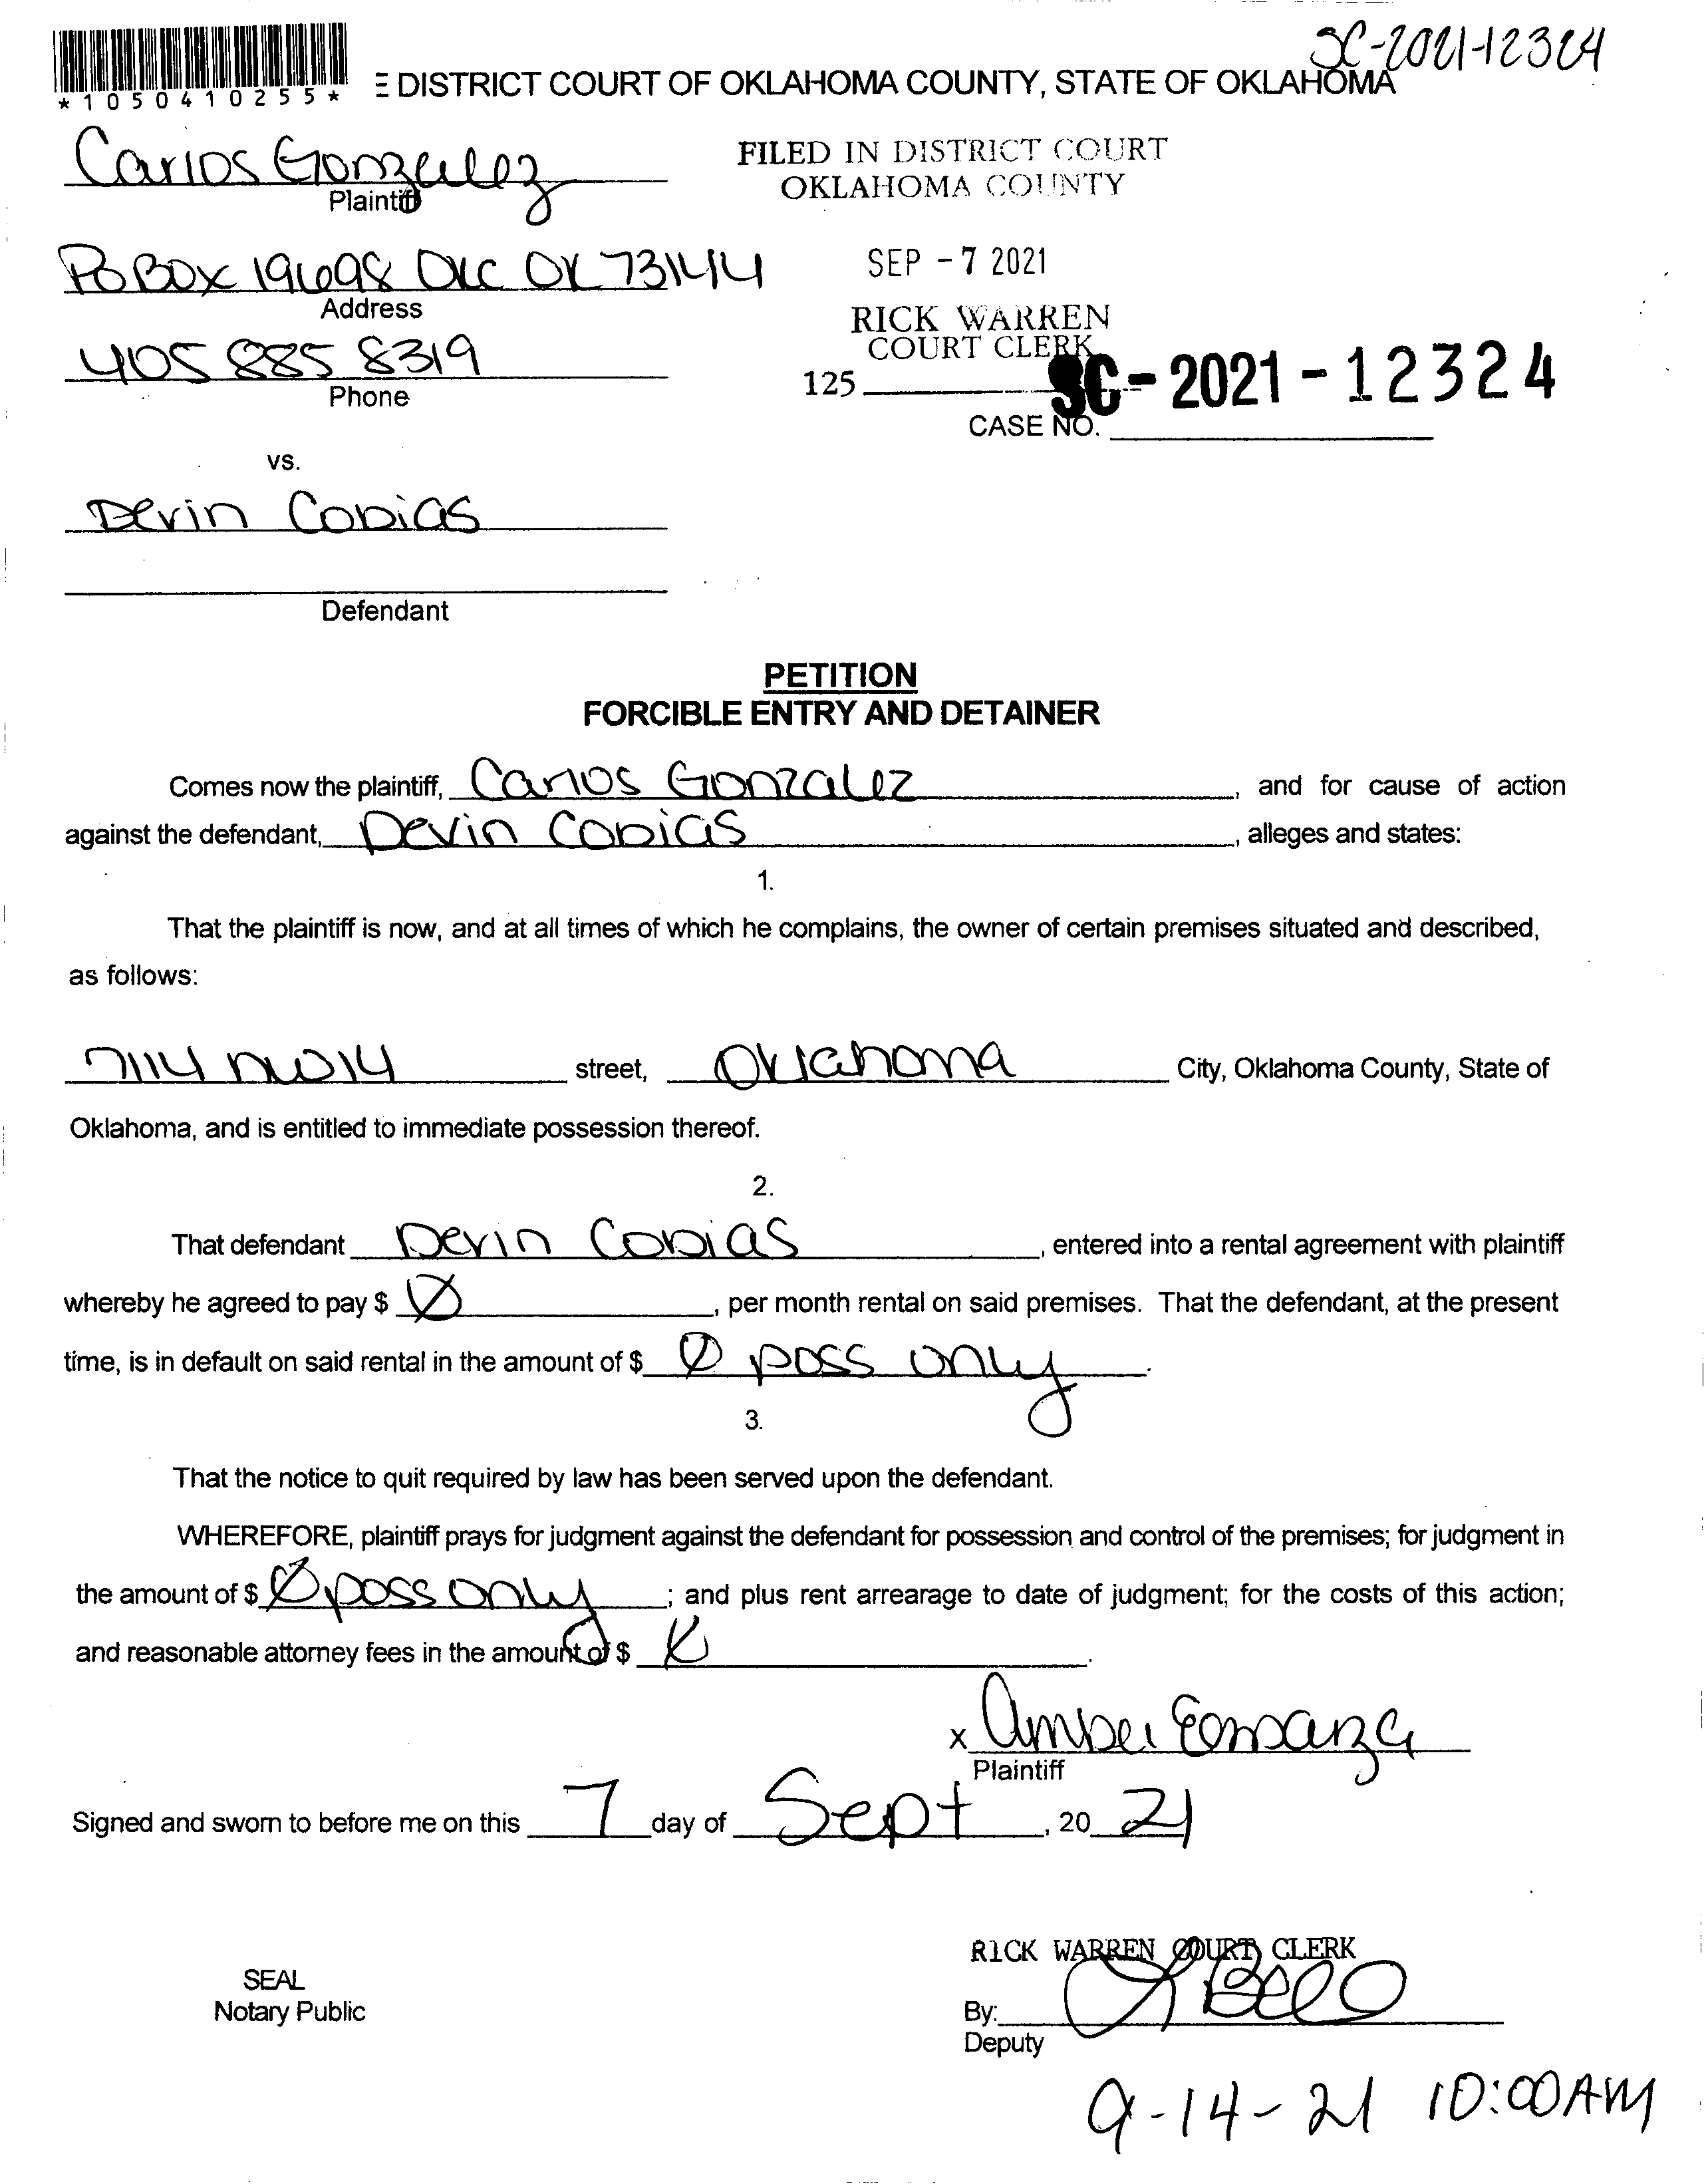 SC-2021-12324
*1050410255*
E DISTRICT COURT OF OKLAHOMA COUNTY, STATE OF OKLAHOMA
Carlos Gonzalez
Plaintiff
FILED IN DISTRICT COURT
OKLAHOMA COUNTY
PO BOX 19698 OKC OK 73144
Address
SEP - 7 2021
RICK WARREN
COURT CLERK
405 885 8319
Phone
125
SC - 2021 - 12324
CASE NO.
vs.
Devin Cobias
Defendant
PETITION
FORCIBLE ENTRY AND DETAINER
Comes now the plaintiff, Carlos Gonzalez, and for cause of action
against the defendant, Devin Cobias, alleges and states:
1.
That the plaintiff is now, and at all times of which he complains, the owner of certain premises situated and described,
as follows:
7114 NW 14 street, Oklahoma City, Oklahoma County, State of
Oklahoma, and is entitled to immediate possession thereof.
2.
That defendant Devin Cobias, entered into a rental agreement with plaintiff
whereby he agreed to pay $ Ø, per month rental on said premises. That the defendant, at the present
time, is in default on said rental in the amount of $ Ø poss only.
3.
That the notice to quit required by law has been served upon the defendant.
WHEREFORE, plaintiff prays for judgment against the defendant for possession and control of the premises; for judgment in
the amount of $ Ø poss only; and plus rent arrearage to date of judgment; for the costs of this action;
and reasonable attorney fees in the amount of $ Ø.
x Amber
Plaintiff
Signed and sworn to before me on this 7 day of Sept, 20 21
RICK WARREN COURT CLERK
SEAL
Notary Public
By:
Deputy
9-14-21 10:00AM